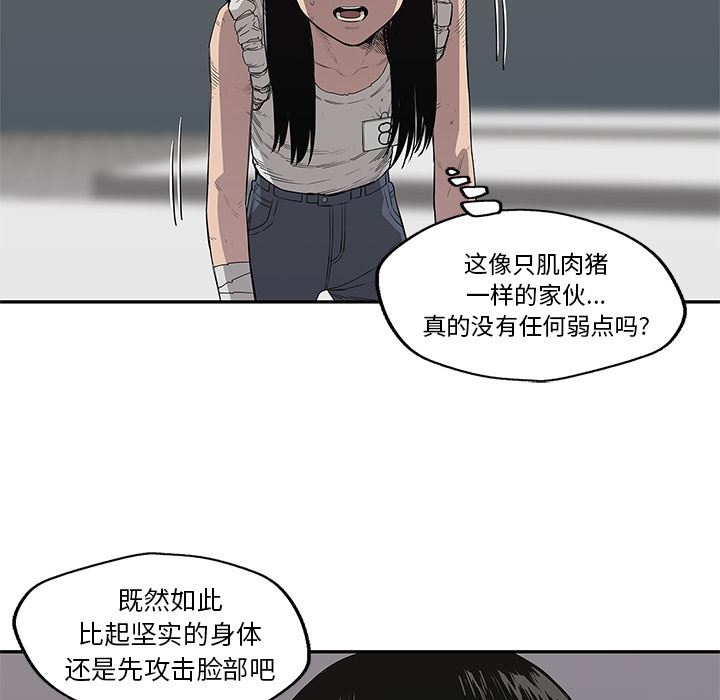 8
这像只肌肉猪
一样的家伙...
真的没有任何弱点吗?
既然如此
比起坚实的身体
还是先攻击脸部吧